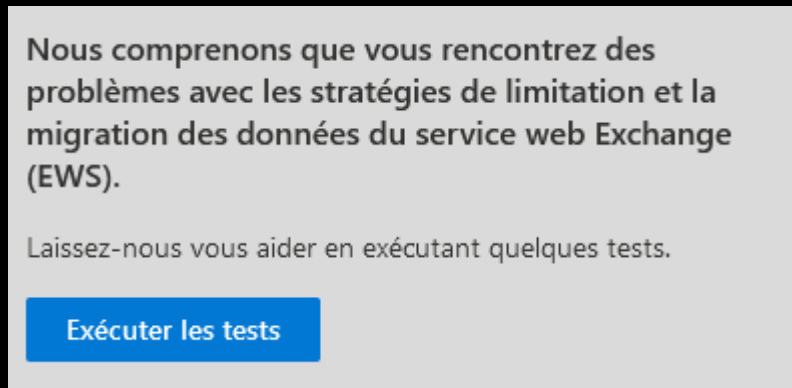 Nous comprenons que vous rencontrez des
problèmes avec les stratégies de limitation et la
migration des données du service web Exchange
(EWS).
Laissez-nous vous aider en exécutant quelques tests.
Exécuter les tests